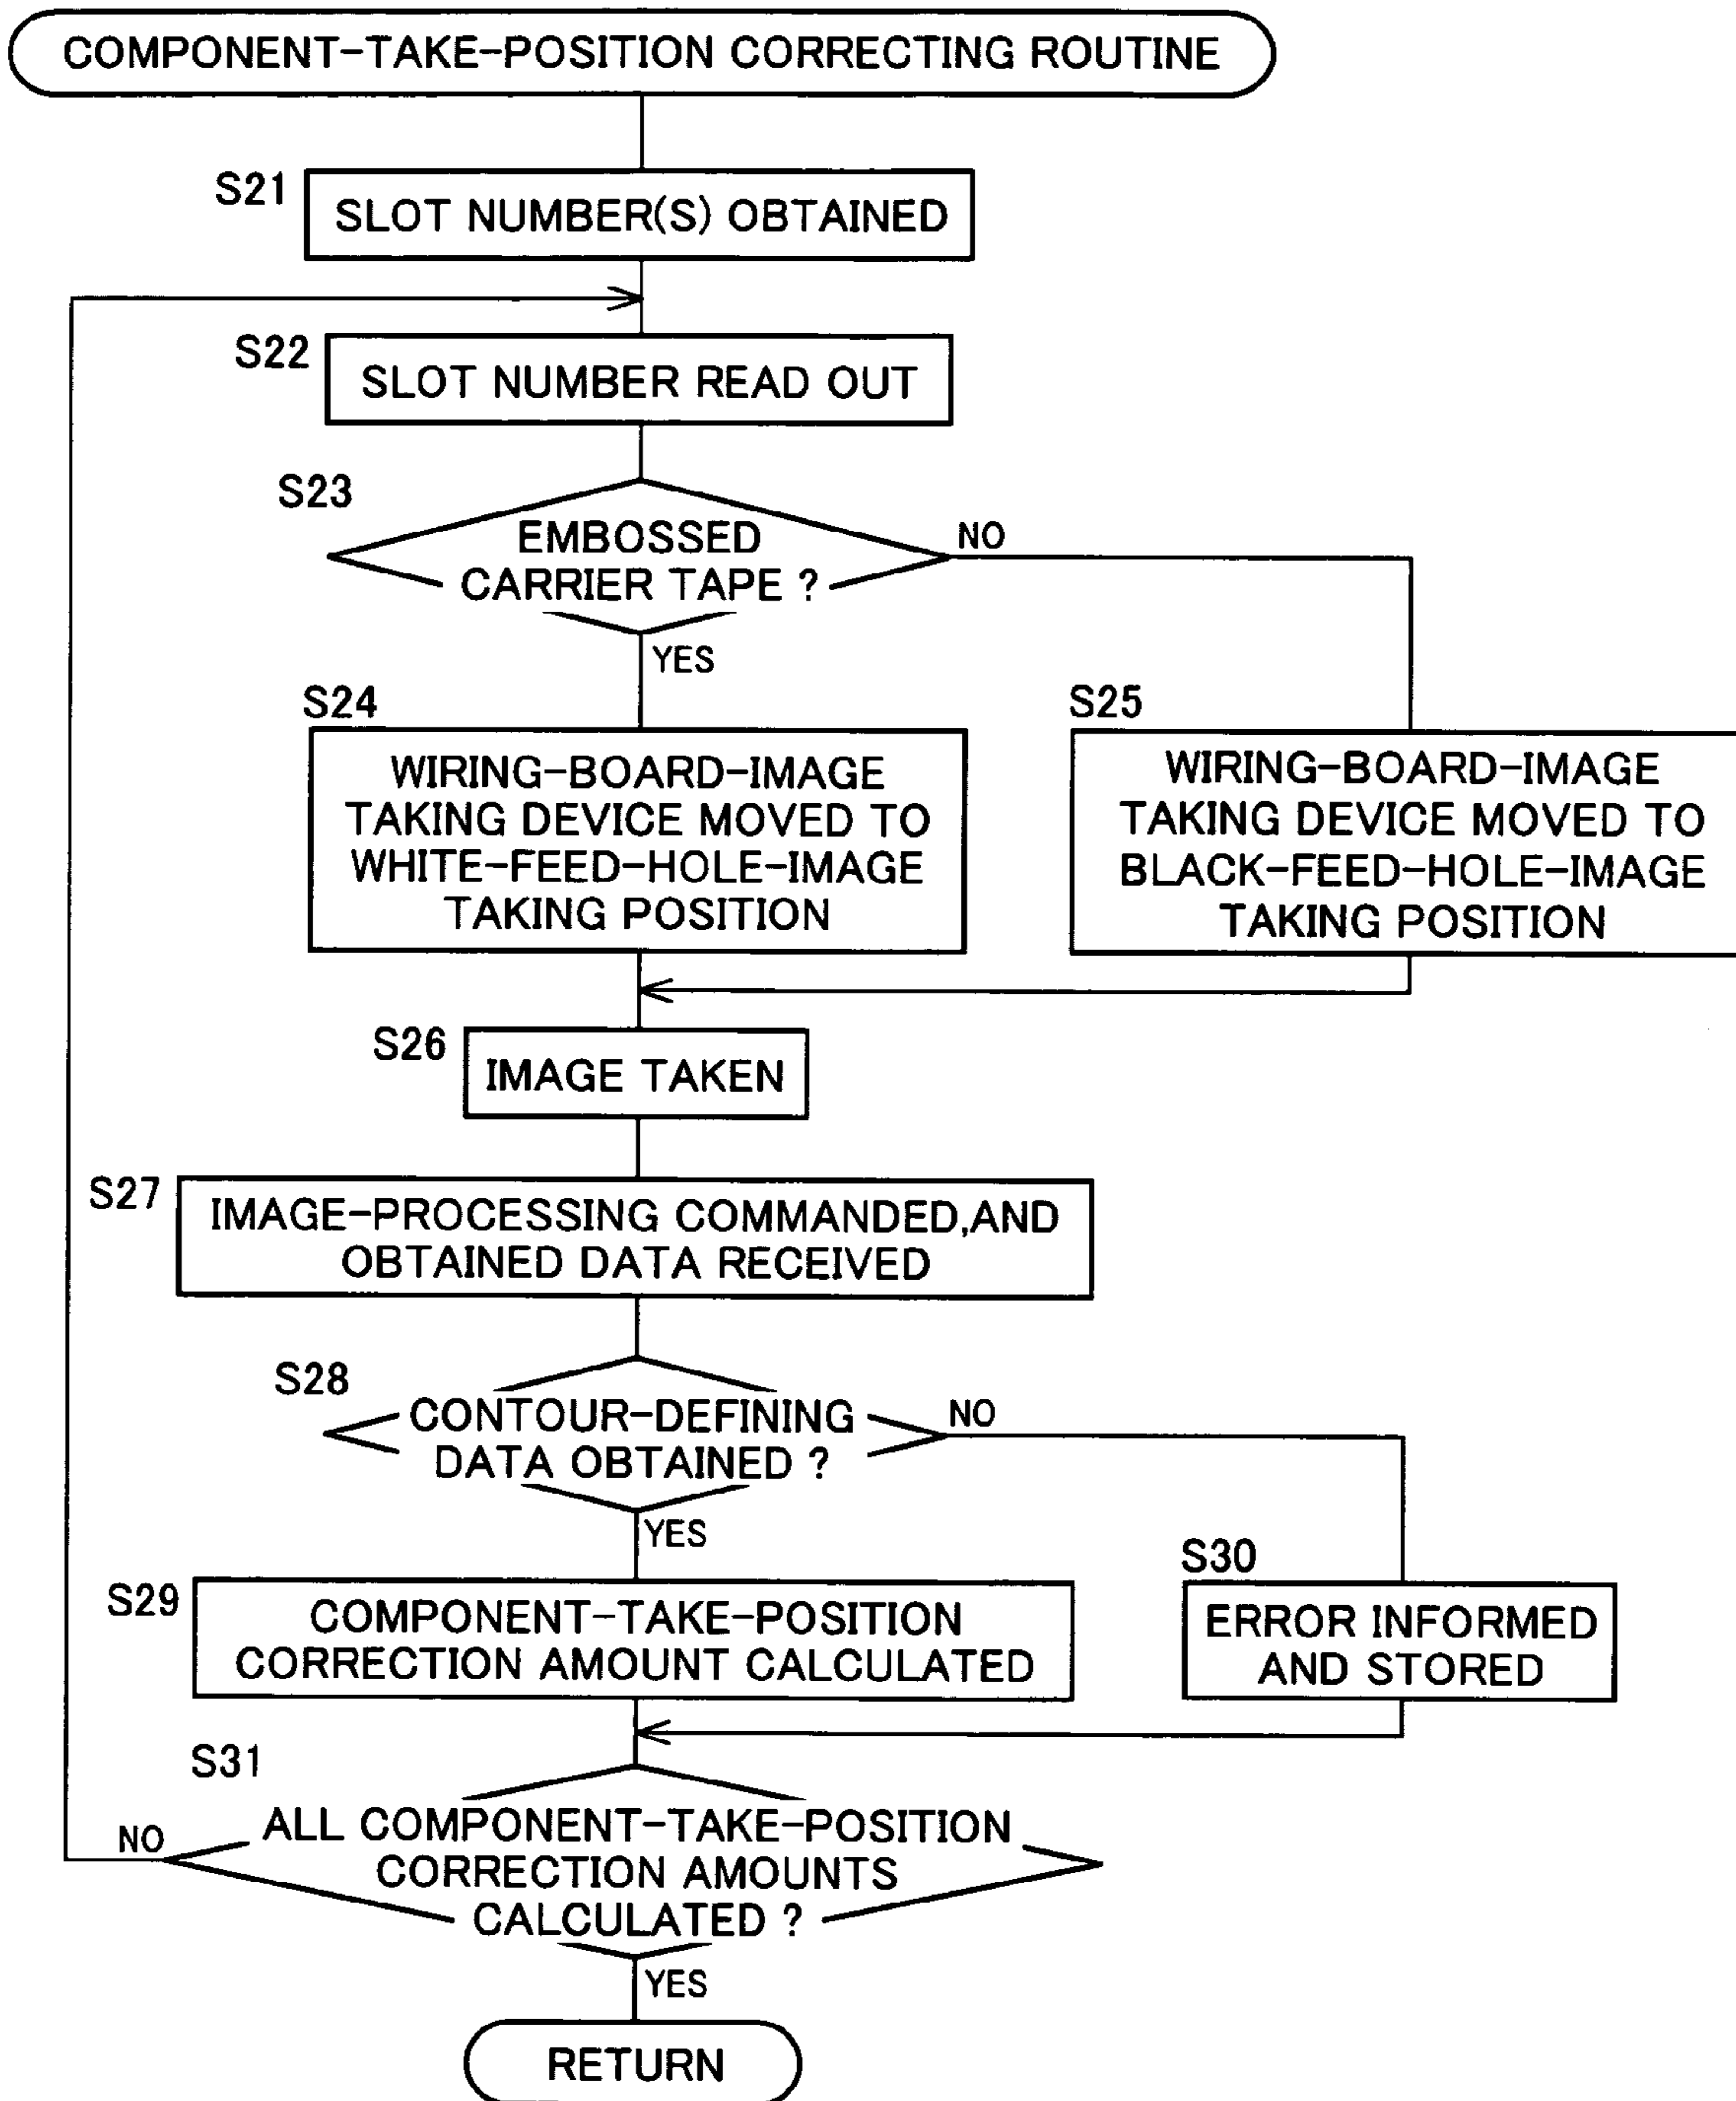 COMPONENT-TAKE-POSITION CORRECTING ROUTINE
S21
SLOT NUMBER(S) OBTAINED
S22
SLOT NUMBER READ OUT
S23
EMBOSSED
CARRIER TAPE ?
NO
YES
S24
WIRING-BOARD-IMAGE
TAKING DEVICE MOVED TO
WHITE-FEED-HOLE-IMAGE
TAKING POSITION
S25
WIRING-BOARD-IMAGE
TAKING DEVICE MOVED TO
BLACK-FEED-HOLE-IMAGE
TAKING POSITION
S26
IMAGE TAKEN
S27
IMAGE-PROCESSING COMMANDED,AND
OBTAINED DATA RECEIVED
S28
CONTOUR-DEFINING
DATA OBTAINED ?
NO
YES
S29
COMPONENT-TAKE-POSITION
CORRECTION AMOUNT CALCULATED
S30
ERROR INFORMED
AND STORED
S31
ALL COMPONENT-TAKE-POSITION
CORRECTION AMOUNTS
CALCULATED ?
NO
YES
RETURN